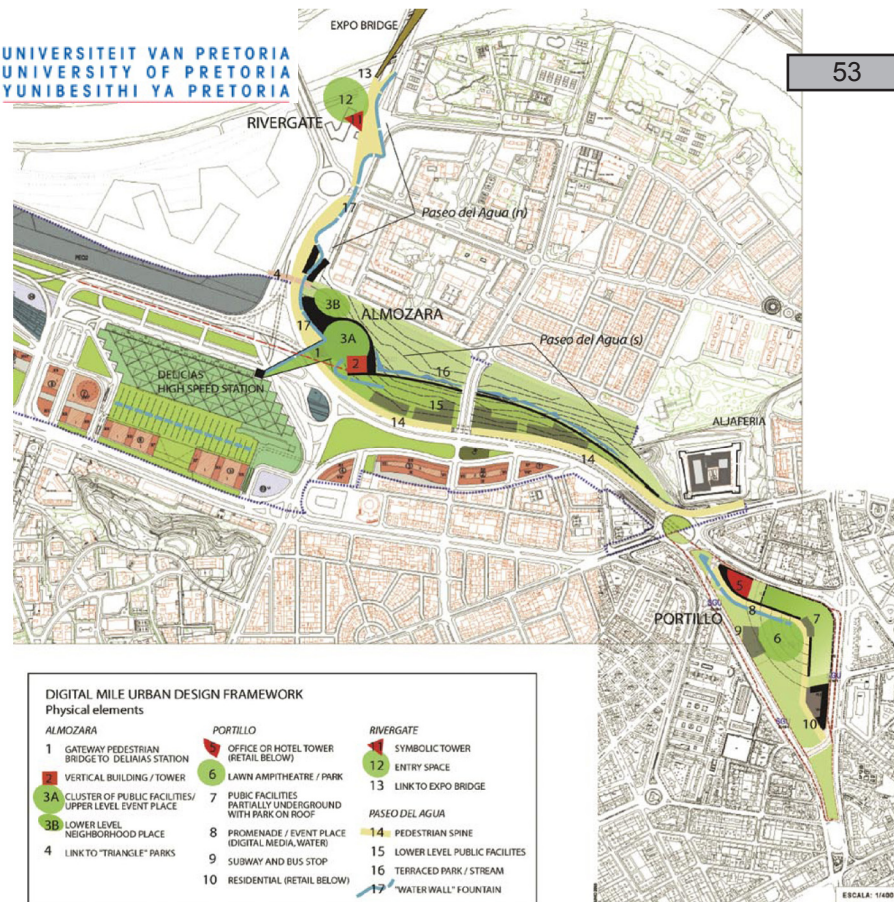 UNIVERSITEIT VAN PRETORIA
UNIVERSITY OF PRETORIA
YUNIBESITHI YA PRETORIA
53
EXPO BRIDGE
13
12
11
RIVERGATE
17
Paseo del Agua (n)
4
3B
ALMOZARA
17
3A
1
2
Paseo del Agua (s)
16
DELICIAS
HIGH SPEED STATION
15
14
ALJAFERIA
14
5
8
7
PORTILLO
9
6
10
DIGITAL MILE URBAN DESIGN FRAMEWORK
Physical elements
ALMOZARA
1 GATEWAY PEDESTRIAN
BRIDGE TO DELIAIAS STATION
2 VERTICAL BUILDING / TOWER
3A CLUSTER OF PUBLIC FACILITIES/
UPPER LEVEL EVENT PLACE
3B LOWER LEVEL
NEIGHBORHOOD PLACE
4 LINK TO "TRIANGLE" PARKS
PORTILLO
5 OFFICE OR HOTEL TOWER
(RETAIL BELOW)
6 LAWN AMPITHEATRE / PARK
7 PUBIC FACILITIES
PARTIALLY UNDERGROUND
WITH PARK ON ROOF
8 PROMENADE / EVENT PLACE
(DIGITAL MEDIA, WATER)
9 SUBWAY AND BUS STOP
10 RESIDENTIAL (RETAIL BELOW)
RIVERGATE
11 SYMBOLIC TOWER
12 ENTRY SPACE
13 LINK TO EXPO BRIDGE
PASEO DEL AGUA
14 PEDESTRIAN SPINE
15 LOWER LEVEL PUBLIC FACILITES
16 TERRACED PARK / STREAM
17 "WATER WALL" FOUNTAIN